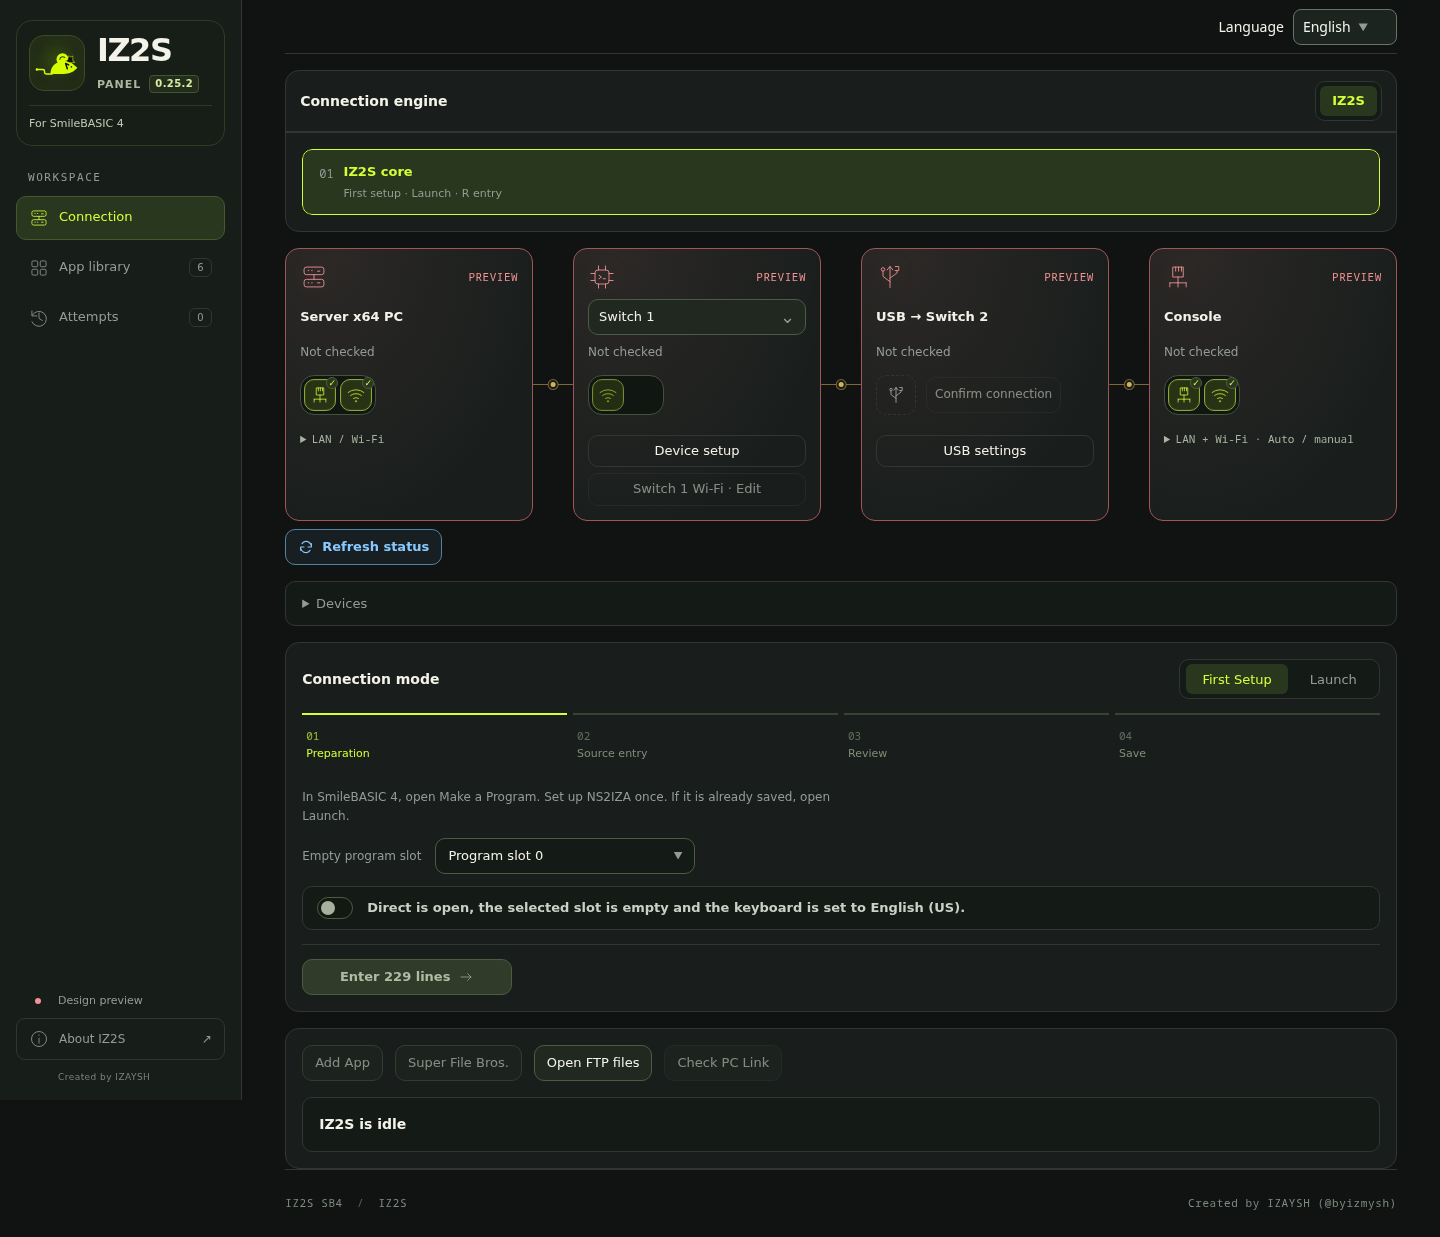 IZ2S
PANEL 0.25.2
For SmileBASIC 4
WORKSPACE
Connection
App library 6
Attempts 0
Design preview
About IZ2S ↗
Created by IZAYSH
Language English
Connection engine IZ2S
01 IZ2S core
First setup · Launch · R entry
PREVIEW
Server x64 PC
Not checked
LAN / Wi-Fi
PREVIEW
Switch 1
Not checked
Device setup
Switch 1 Wi-Fi · Edit
PREVIEW
USB → Switch 2
Not checked
Confirm connection
USB settings
PREVIEW
Console
Not checked
LAN + Wi-Fi · Auto / manual
Refresh status
Devices
Connection mode First Setup Launch
01
Preparation
02
Source entry
03
Review
04
Save
In SmileBASIC 4, open Make a Program. Set up NS2IZA once. If it is already saved, open
Launch.
Empty program slot Program slot 0
Direct is open, the selected slot is empty and the keyboard is set to English (US).
Enter 229 lines →
Add App Super File Bros. Open FTP files Check PC Link
IZ2S is idle
IZ2S SB4 / IZ2S
Created by IZAYSH (@byizmysh)